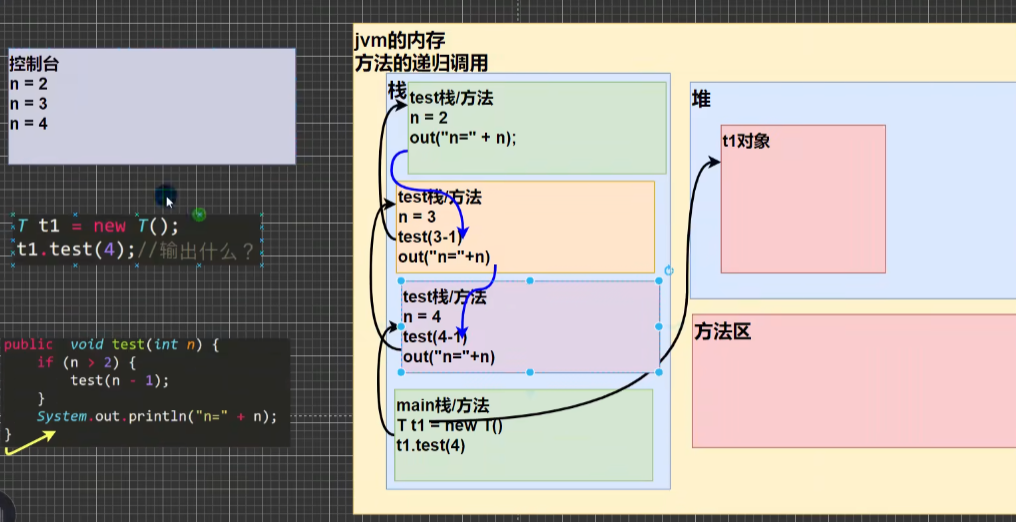 控制台
n = 2
n = 3
n = 4
T t1 = new T();
t1.test(4);//输出什么？
public void test(int n) {
if (n > 2) {
test(n - 1);
}
System.out.println("n=" + n);
}
jvm的内存
方法的递归调用
栈
test栈/方法
n = 2
out("n=" + n);
test栈/方法
n = 3
test(3-1)
out("n="+n)
test栈/方法
n = 4
test(4-1)
out("n="+n)
main栈/方法
T t1 = new T()
t1.test(4)
堆
t1对象
方法区